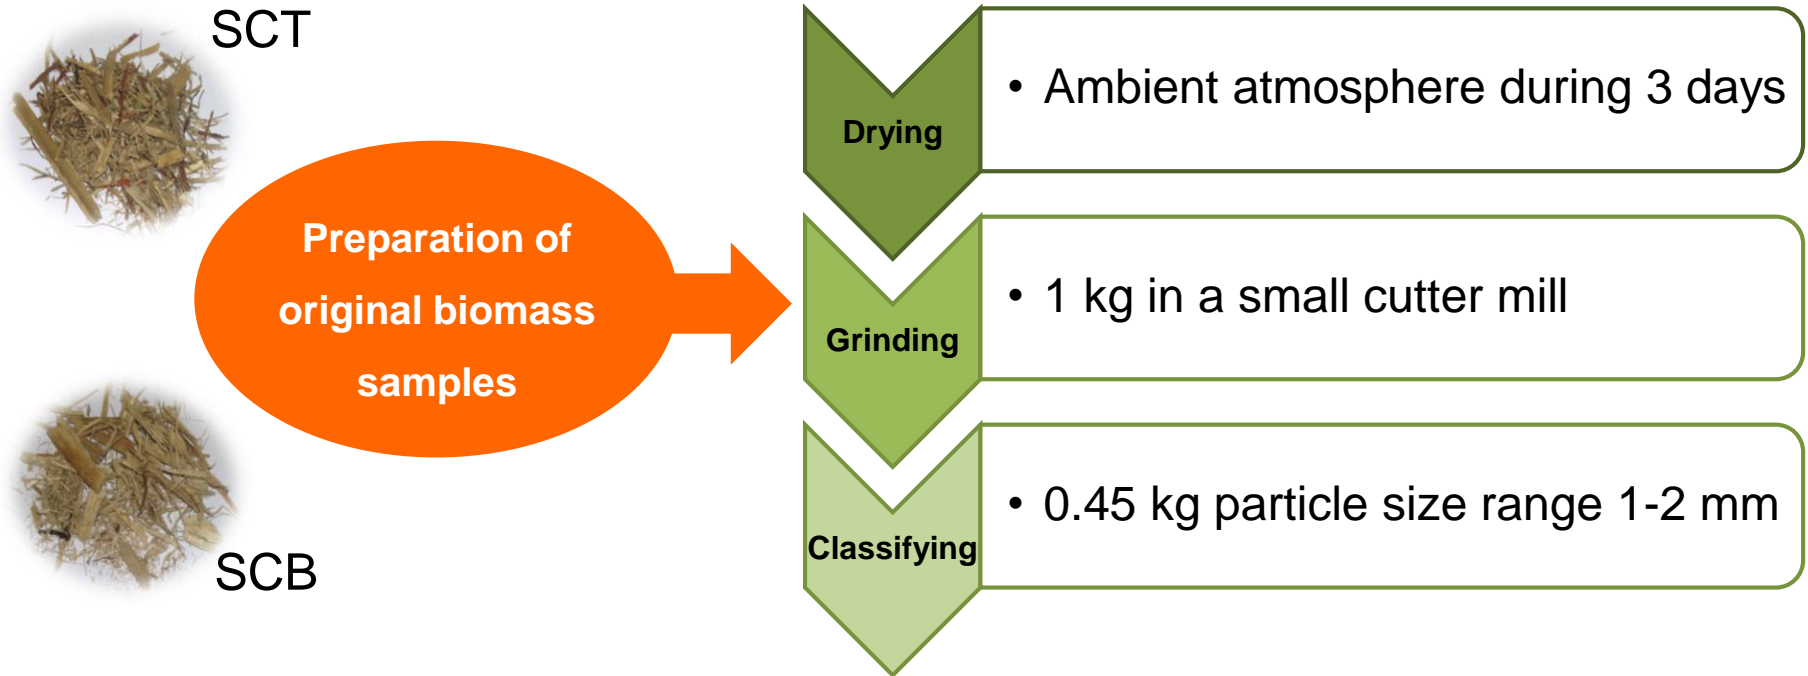 SCT
Preparation of
original biomass
samples
SCB
Drying
• Ambient atmosphere during 3 days
Grinding
• 1 kg in a small cutter mill
Classifying
• 0.45 kg particle size range 1-2 mm